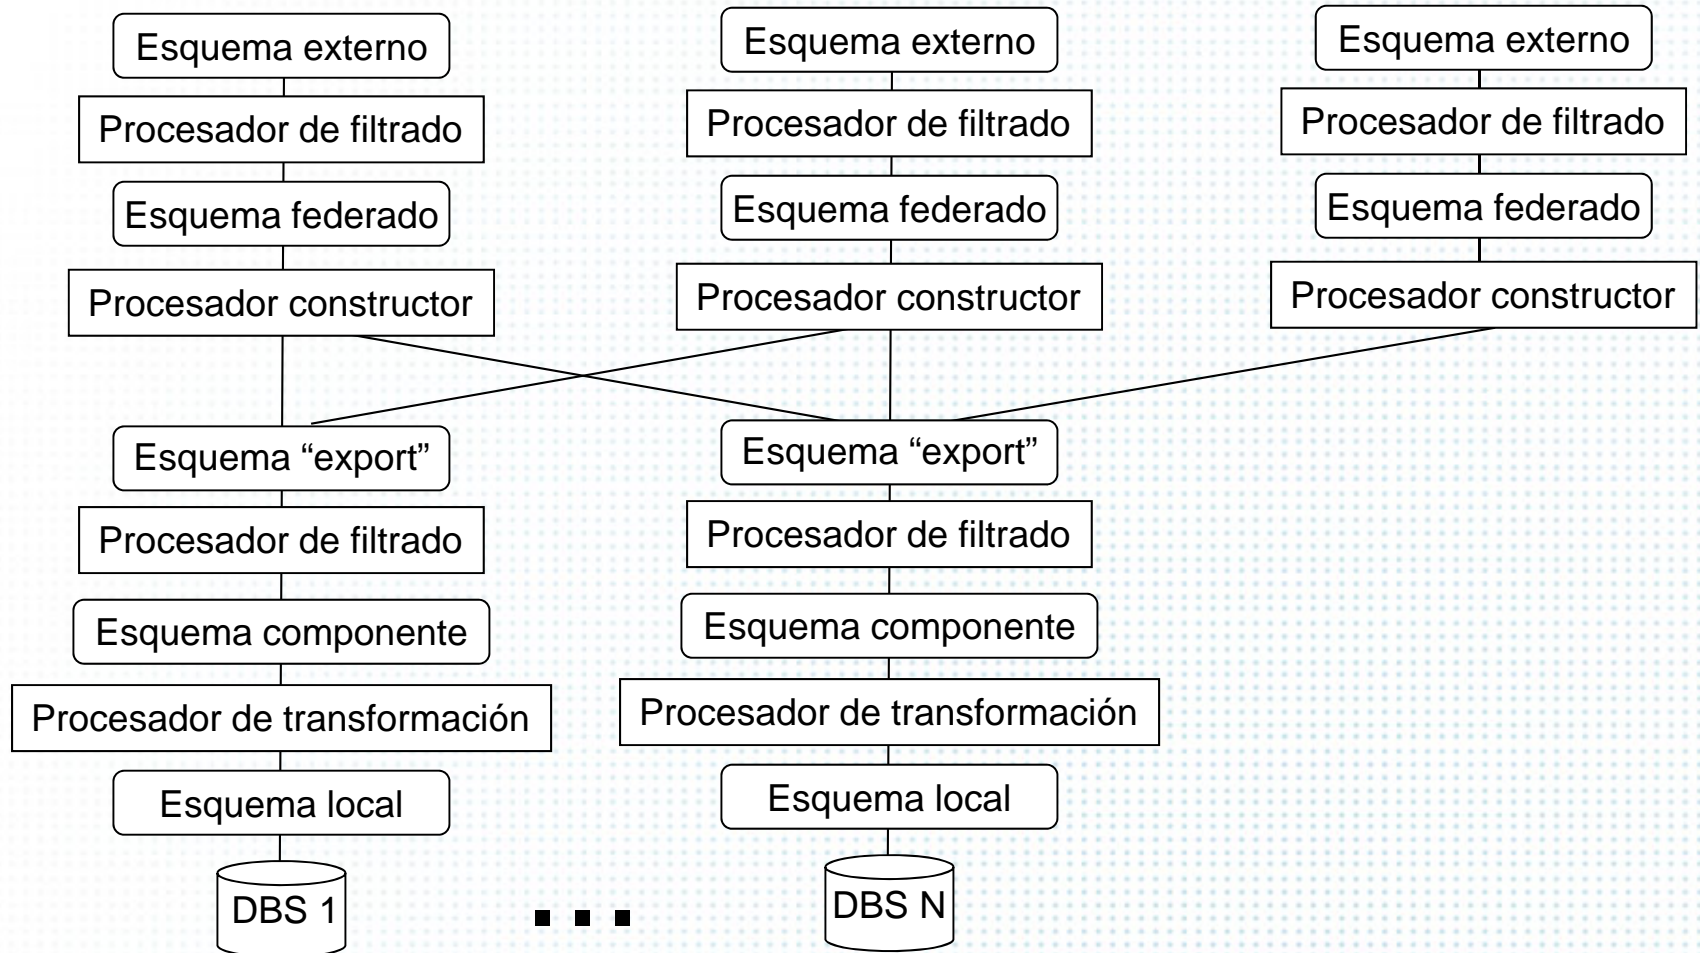 Esquema externo
Esquema externo
Esquema externo
Procesador de filtrado
Procesador de filtrado
Procesador de filtrado
Esquema federado
Esquema federado
Esquema federado
Procesador constructor
Procesador constructor
Procesador constructor
Esquema “export”
Esquema “export”
Procesador de filtrado
Procesador de filtrado
Esquema componente
Esquema componente
Procesador de transformación
Procesador de transformación
Esquema local
Esquema local
DBS 1
...
DBS N